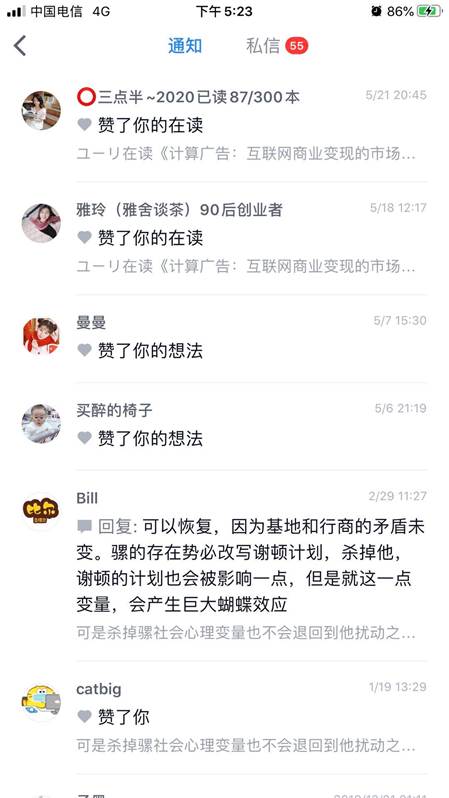 中国电信 4G 下午5:23 86%
通知 私信 55
三点半~2020已读87/300本 5/21 20:45
赞了你的在读
ユーリ在读《计算广告：互联网商业变现的市场...
雅玲（雅舍谈茶）90后创业者 5/18 12:17
赞了你的在读
ユーリ在读《计算广告：互联网商业变现的市场...
曼曼 5/7 15:30
赞了你的想法
买醉的椅子 5/6 21:19
赞了你的想法
比尔
Bill 2/29 11:27
回复: 可以恢复，因为基地和行商的矛盾未
变。骡的存在势必改写谢顿计划，杀掉他，
谢顿的计划也会被影响一点，但是就这一点
变量，会产生巨大蝴蝶效应
可是杀掉骡社会心理变量也不会退回到他扰动之...
catbig 1/19 13:29
赞了你
可是杀掉骡社会心理变量也不会退回到他扰动之...